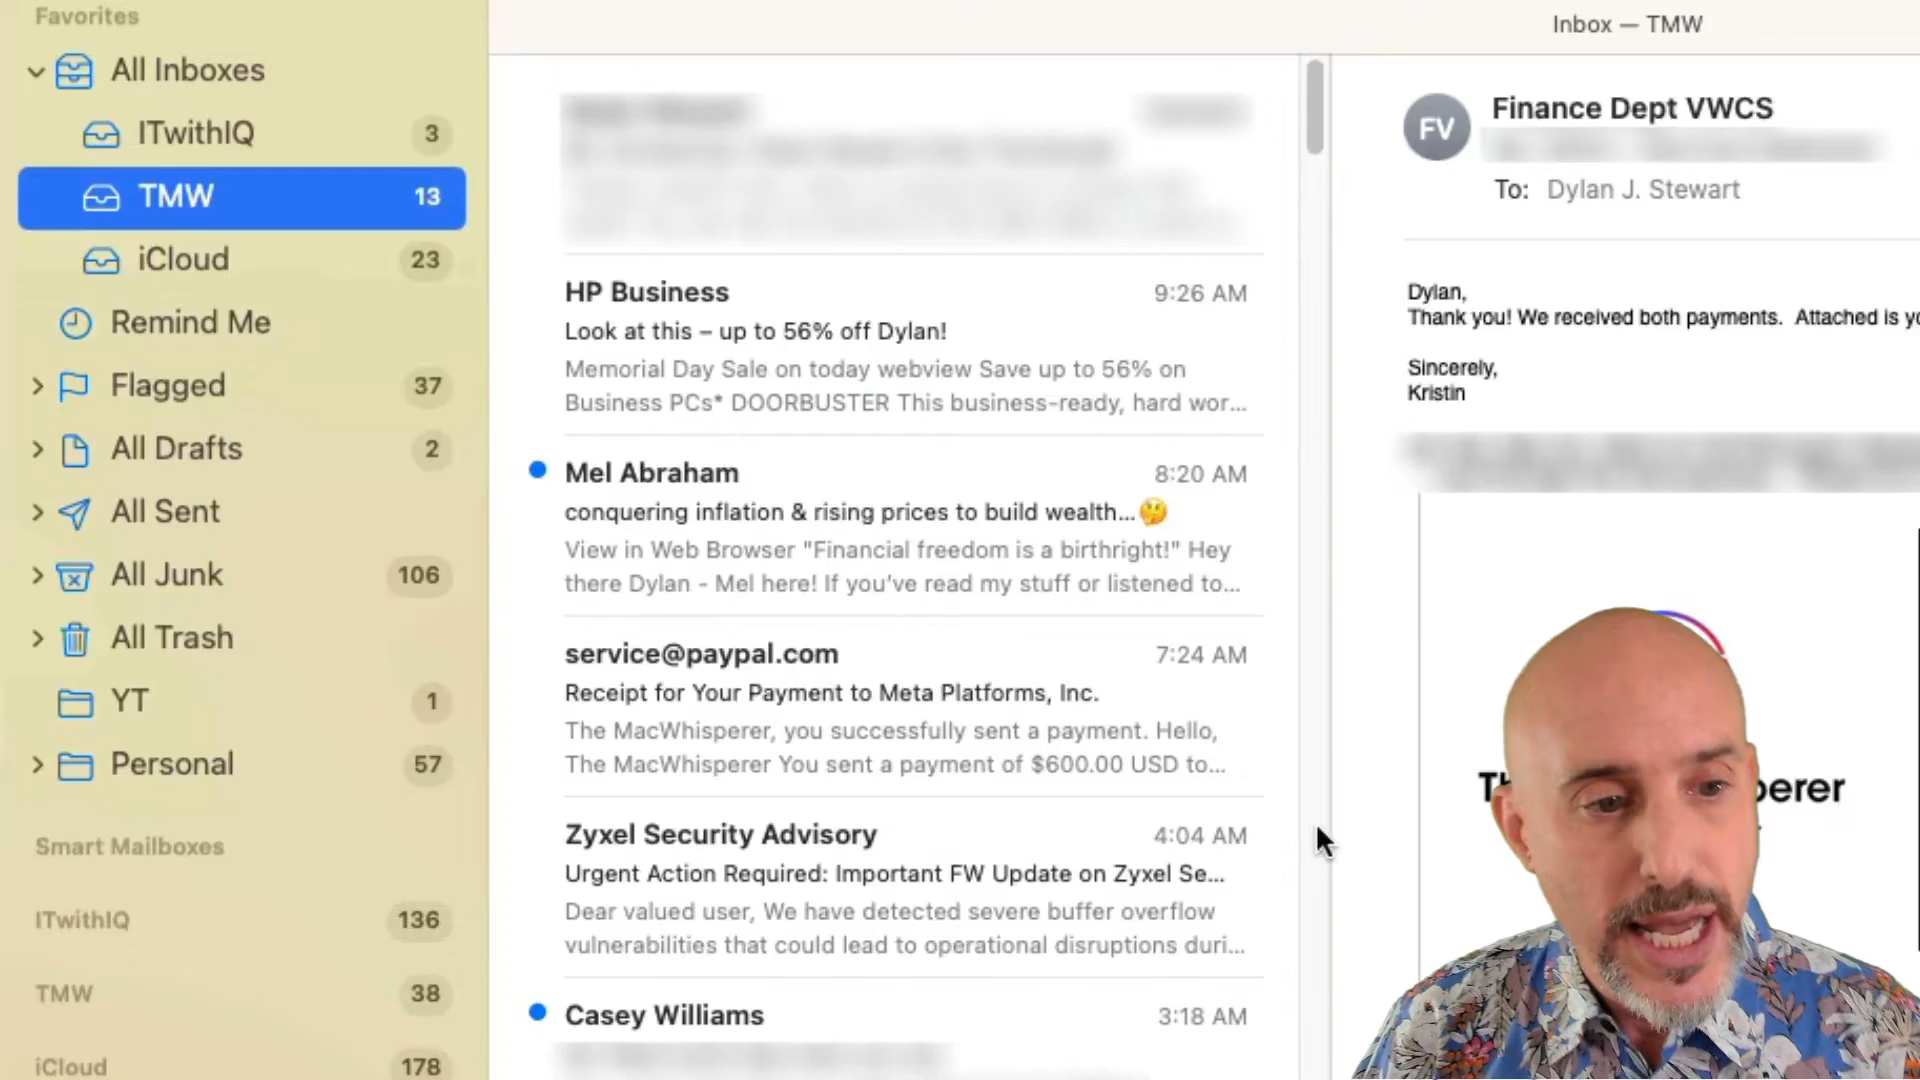 Favorites
All Inboxes
ITwithIQ 3
TMW 13
iCloud 23
Remind Me
Flagged 37
All Drafts 2
All Sent
All Junk 106
All Trash
YT 1
Personal 57
Smart Mailboxes
ITwithIQ 136
TMW 38
iCloud 178
HP Business 9:26 AM
Look at this – up to 56% off Dylan!
Memorial Day Sale on today webview Save up to 56% on
Business PCs* DOORBUSTER This business-ready, hard wor...
Mel Abraham 8:20 AM
conquering inflation & rising prices to build wealth...🤔
View in Web Browser "Financial freedom is a birthright!" Hey
there Dylan - Mel here! If you've read my stuff or listened to...
service@paypal.com 7:24 AM
Receipt for Your Payment to Meta Platforms, Inc.
The MacWhisperer, you successfully sent a payment. Hello,
The MacWhisperer You sent a payment of $600.00 USD to...
Zyxel Security Advisory 4:04 AM
Urgent Action Required: Important FW Update on Zyxel Se...
Dear valued user, We have detected severe buffer overflow
vulnerabilities that could lead to operational disruptions duri...
Casey Williams 3:18 AM
Inbox — TMW
FV
Finance Dept VWCS
To: Dylan J. Stewart
Dylan,
Thank you! We received both payments. Attached is
Sincerely,
Kristin